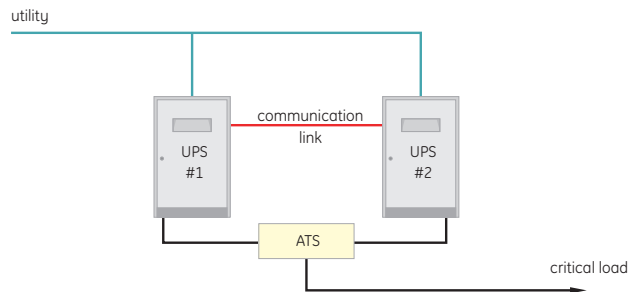 utility
communication
link
UPS
#1
UPS
#2
ATS
critical load